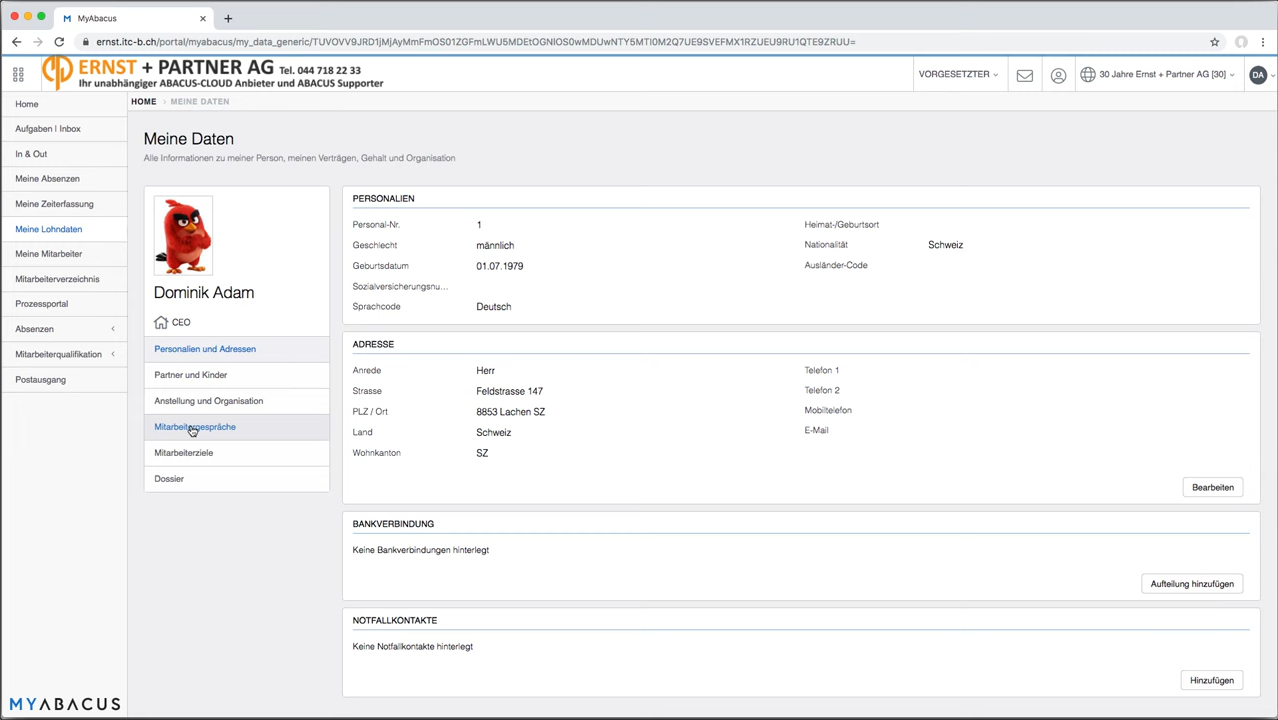 MyAbacus
ernst.itc-b.ch/portal/myabacus/my_data_generic/TUVOVV9JRD1jMjAyMmFmOS01ZGFmLWU5MDEtOGNIOS0wMDUwNTY5MTI0M2Q7UE9SVEFMX1RZUEU9RU1QTE9ZRUU=
ERNST + PARTNER AG Tel. 044 718 22 33
Ihr unabhängiger ABACUS-CLOUD Anbieter und ABACUS Supporter
VORGESETZTER
30 Jahre Ernst + Partner AG [30]
DA
Home
Aufgaben | Inbox
In & Out
Meine Absenzen
Meine Zeiterfassung
Meine Lohndaten
Meine Mitarbeiter
Mitarbeiterverzeichnis
Prozessportal
Absenzen
Mitarbeiterqualifikation
Postausgang
MYABACUS
HOME > MEINE DATEN
Meine Daten
Alle Informationen zu meiner Person, meinen Verträgen, Gehalt und Organisation
Dominik Adam
CEO
Personalien und Adressen
Partner und Kinder
Anstellung und Organisation
Mitarbeitergespräche
Mitarbeiterziele
Dossier
PERSONALIEN
Personal-Nr. 1
Geschlecht männlich
Geburtsdatum 01.07.1979
Sozialversicherungsnu...
Sprachcode Deutsch
Heimat-/Geburtsort
Nationalität Schweiz
Ausländer-Code
ADRESSE
Anrede Herr
Strasse Feldstrasse 147
PLZ / Ort 8853 Lachen SZ
Land Schweiz
Wohnkanton SZ
Telefon 1
Telefon 2
Mobiltelefon
E-Mail
Bearbeiten
BANKVERBINDUNG
Keine Bankverbindungen hinterlegt
Aufteilung hinzufügen
NOTFALLKONTAKTE
Keine Notfallkontakte hinterlegt
Hinzufügen